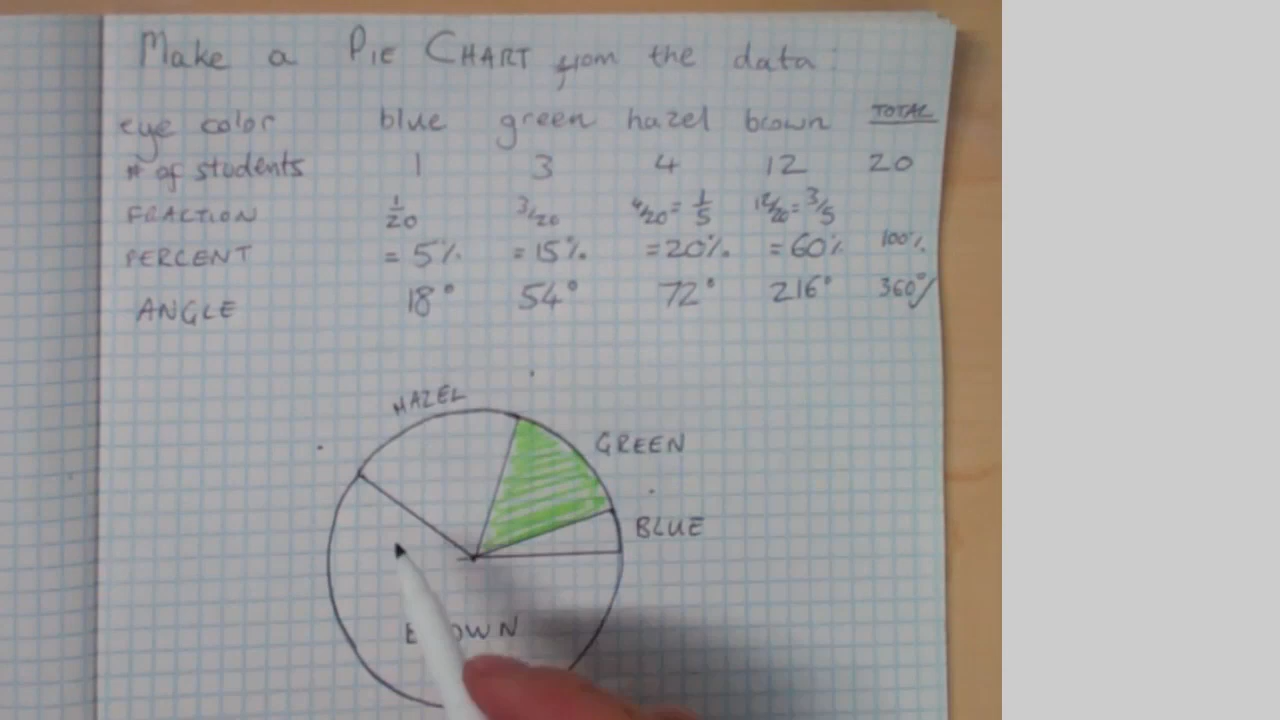 Make a PIE CHART from the data:
eye color blue green hazel brown TOTAL
# of students 1 3 4 12 20
FRACTION 1/20 3/20 4/20 = 1/5 12/20 = 3/5
PERCENT = 5% = 15% = 20% = 60% 100%
ANGLE 18° 54° 72° 216° 360°
HAZEL
GREEN
BLUE